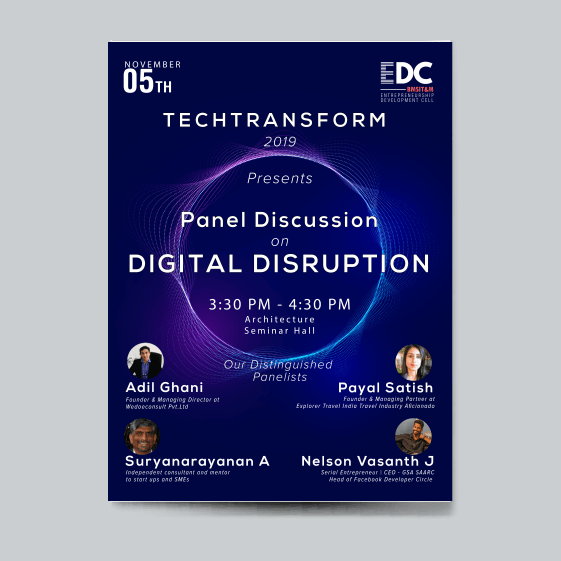 NOVEMBER
05TH
EDC
BMSIT&M
ENTREPRENEURSHIP
DEVELOPMENT CELL
TECHTRANSFORM
2019
Presents
Panel Discussion
on
DIGITAL DISRUPTION
3:30 PM - 4:30 PM
Architecture
Seminar Hall
Our Distinguished
Panelists
Adil Ghani
Founder & Managing Director at
Wedoeconsult Pvt.Ltd
Payal Satish
Founder & Managing Partner at
Explorer Travel India Travel Industry Aficionado
Suryanarayanan A
Independent consultant and mentor
to start ups and SMEs
Nelson Vasanth J
Serial Entrepreneur | CEO - GSA SAARC
Head of Facebook Developer Circle